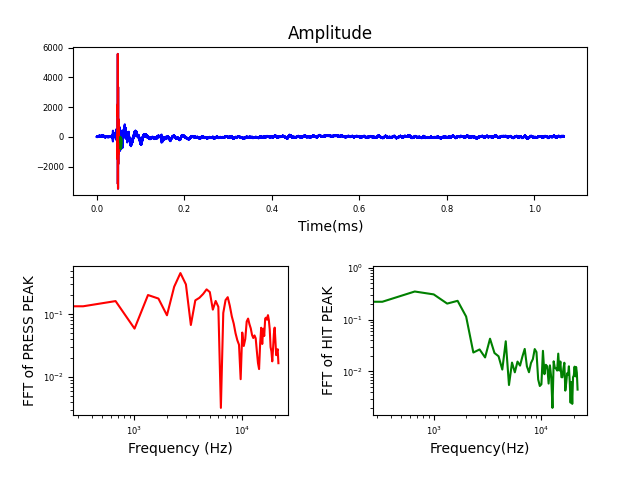 Amplitude
6000
4000
2000
0
−2000
0.0 0.2 0.4 0.6 0.8 1.0
Time(ms)
FFT of PRESS PEAK
10⁻¹
10⁻²
10³ 10⁴
Frequency (Hz)
FFT of HIT PEAK
10⁰
10⁻¹
10⁻²
10³ 10⁴
Frequency(Hz)